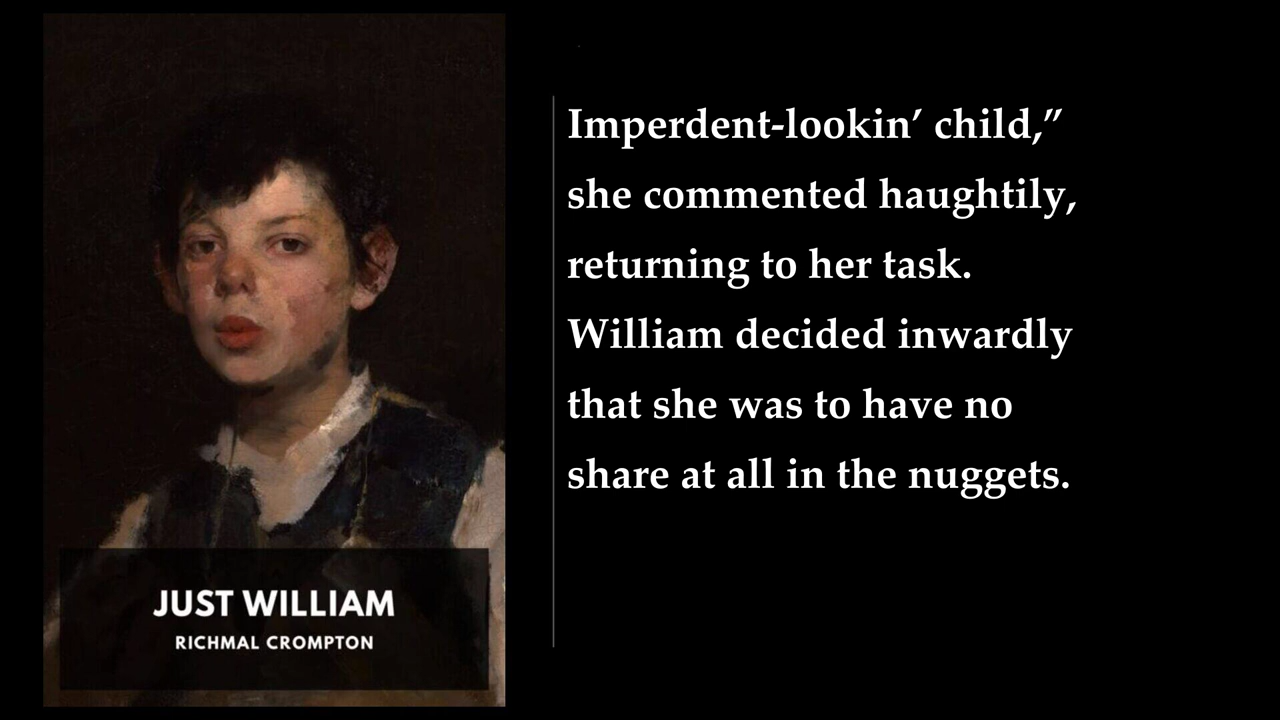 Imperdent-lookin’ child,”
she commented haughtily,
returning to her task.
William decided inwardly
that she was to have no
share at all in the nuggets.
JUST WILLIAM
RICHMAL CROMPTON